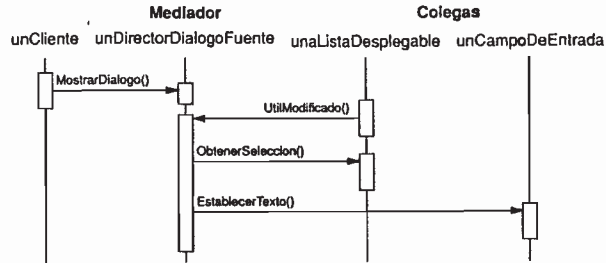 Mediador Colegas
unCliente unDirectorDialogoFuente unaListaDesplegable unCampoDeEntrada
MostrarDialogo()
UtilModificado()
ObtenerSeleccion()
EstablecerTexto()